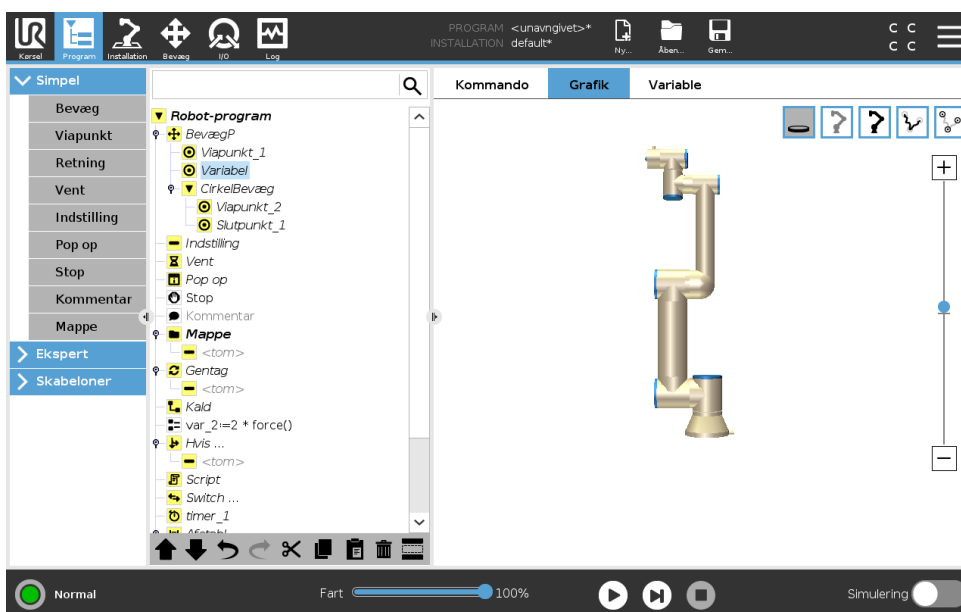 PROGRAM <unavngivet>*
INSTALLATION default*
Kørsel Program Installation Bevæg I/O Log
Ny... Åben... Gem...
C C
C C
Simpel
Bevæg
Viapunkt
Retning
Vent
Indstilling
Pop op
Stop
Kommentar
Mappe
Ekspert
Skabeloner
Robot-program
BevægP
Viapunkt_1
Variabel
CirkelBevæg
Viapunkt_2
Slutpunkt_1
Indstilling
Vent
Pop op
Stop
Kommentar
Mappe
<tom>
Gentag
<tom>
Kald
var_2:=2 * force()
Hvis ...
<tom>
Script
Switch ...
timer_1
Kommando Grafik Variable
Normal
Fart 100%
Simulering